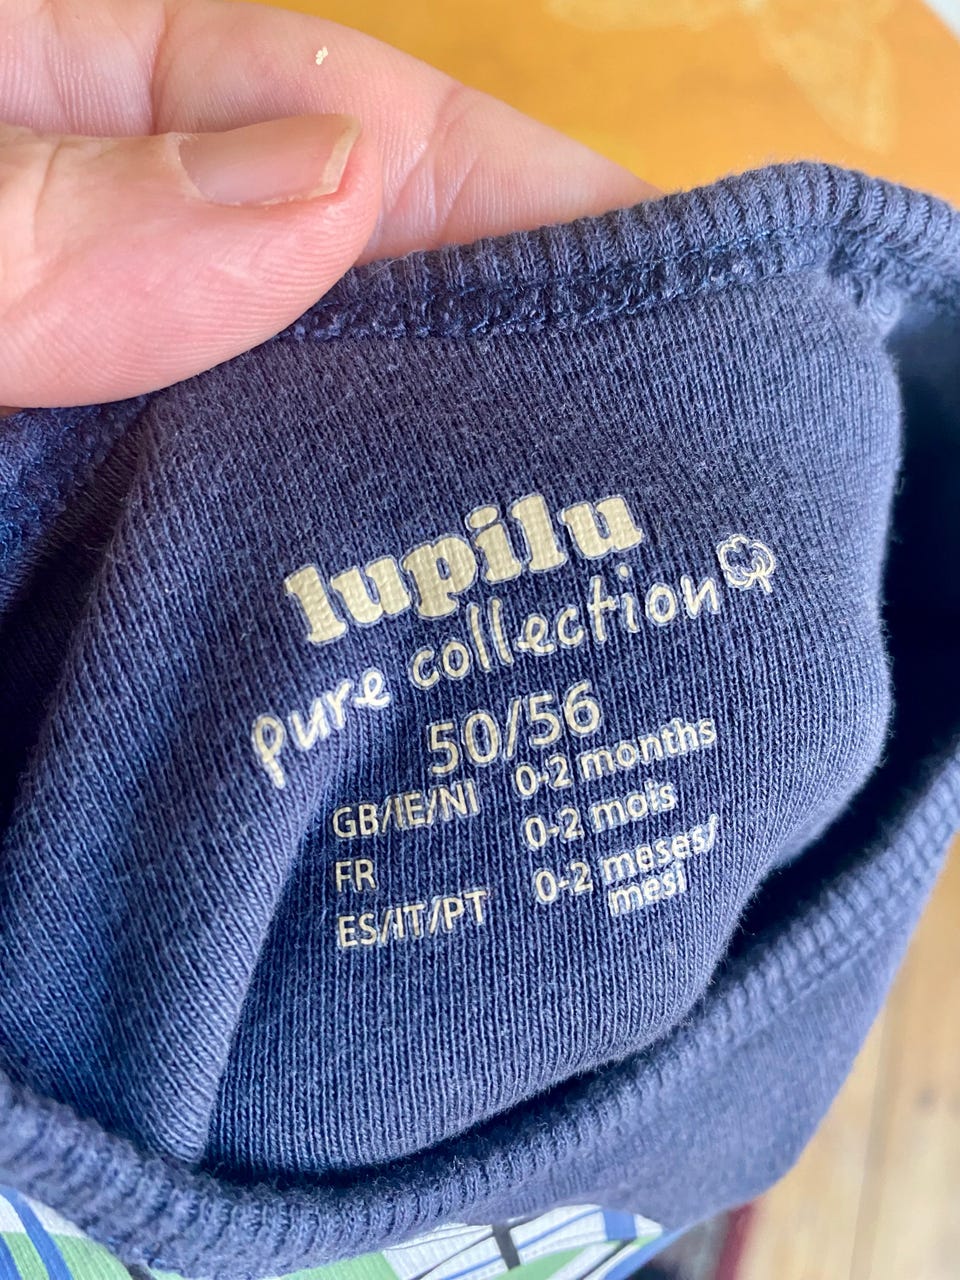 lupilu
pure collection
50/56
GB/IE/NI 0-2 months
FR 0-2 mois
ES/IT/PT 0-2 meses/
mesi